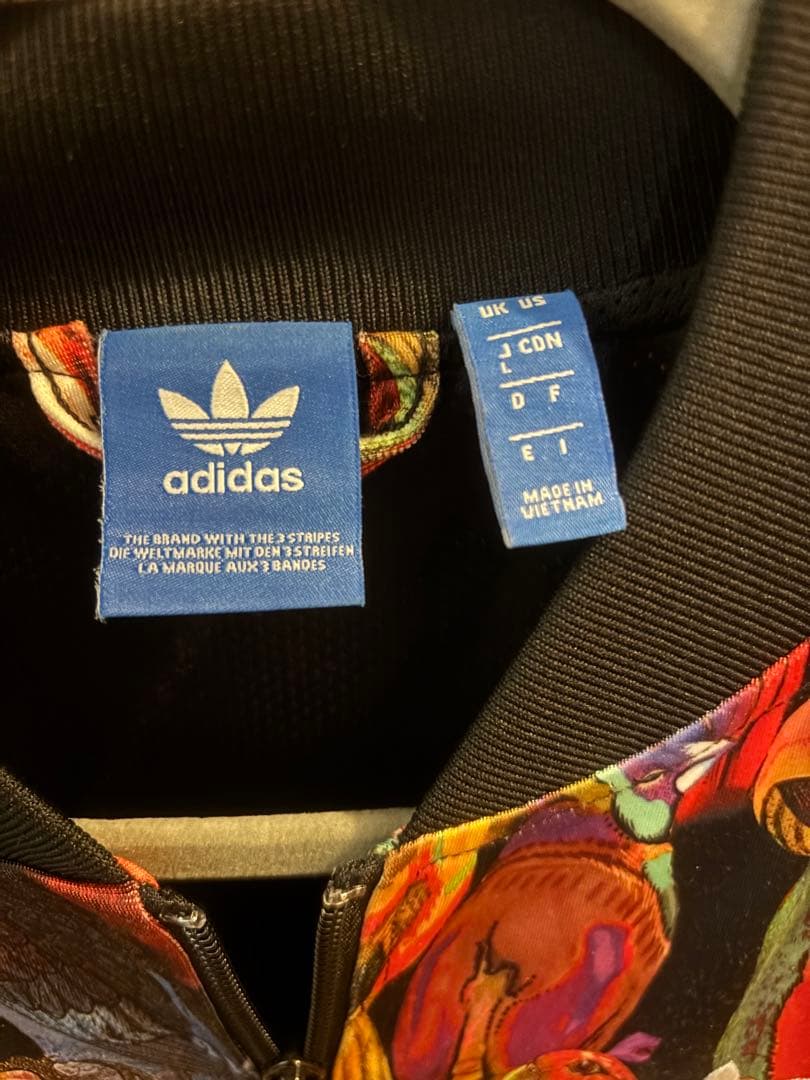 adidas
THE BRAND WITH THE 3 STRIPES
DIE WELTMARKE MIT DEN 3 STREIFEN
LA MARQUE AUX 3 BANDES
UK US
J CDN
L
D F
E I
MADE IN
VIETNAM